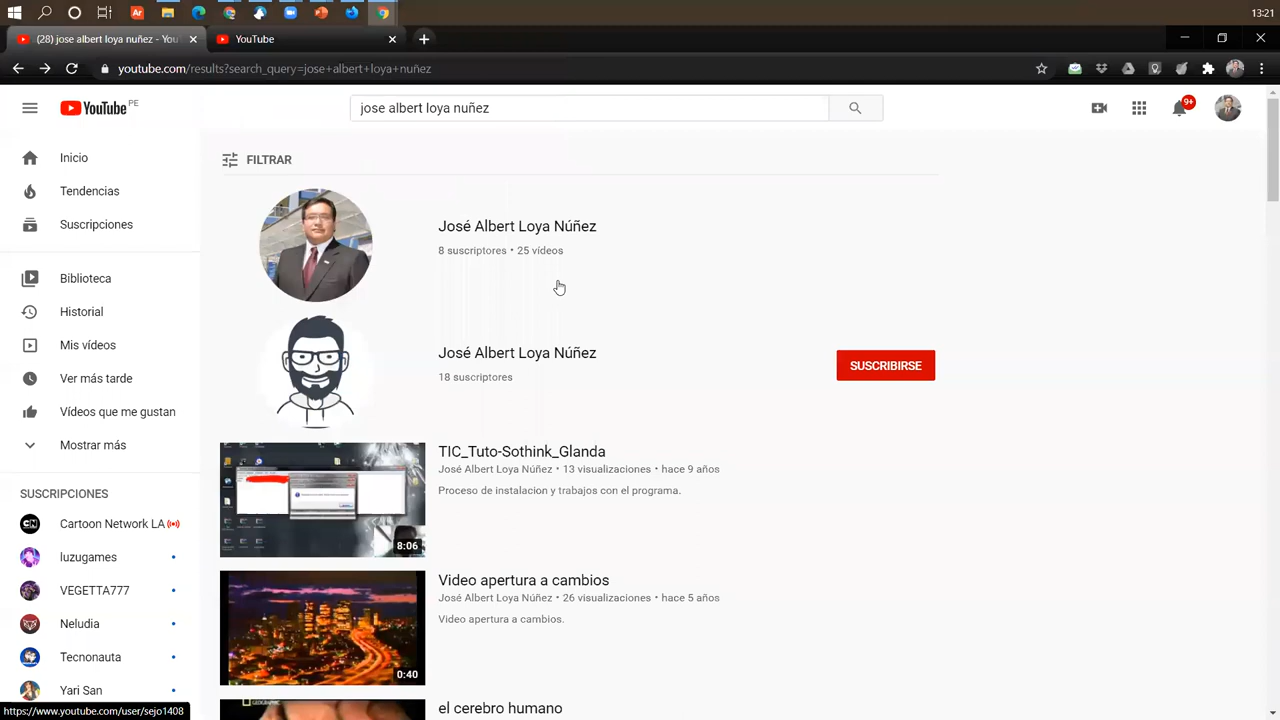 13:21
(28) jose albert loya nuñez - You
YouTube
youtube.com/results?search_query=jose+albert+loya+nuñez
YouTube PE
jose albert loya nuñez
9+
Inicio
Tendencias
Suscripciones
Biblioteca
Historial
Mis vídeos
Ver más tarde
Vídeos que me gustan
Mostrar más
SUSCRIPCIONES
Cartoon Network LA
luzugames
VEGETTA777
Neludia
Tecnonauta
Yari San
FILTRAR
José Albert Loya Núñez
8 suscriptores • 25 vídeos
José Albert Loya Núñez
18 suscriptores
SUSCRIBIRSE
8:06
TIC_Tuto-Sothink_Glanda
José Albert Loya Núñez • 13 visualizaciones • hace 9 años
Proceso de instalacion y trabajos con el programa.
0:40
Video apertura a cambios
José Albert Loya Núñez • 26 visualizaciones • hace 5 años
Video apertura a cambios.
el cerebro humano
https://www.youtube.com/user/sejo1408